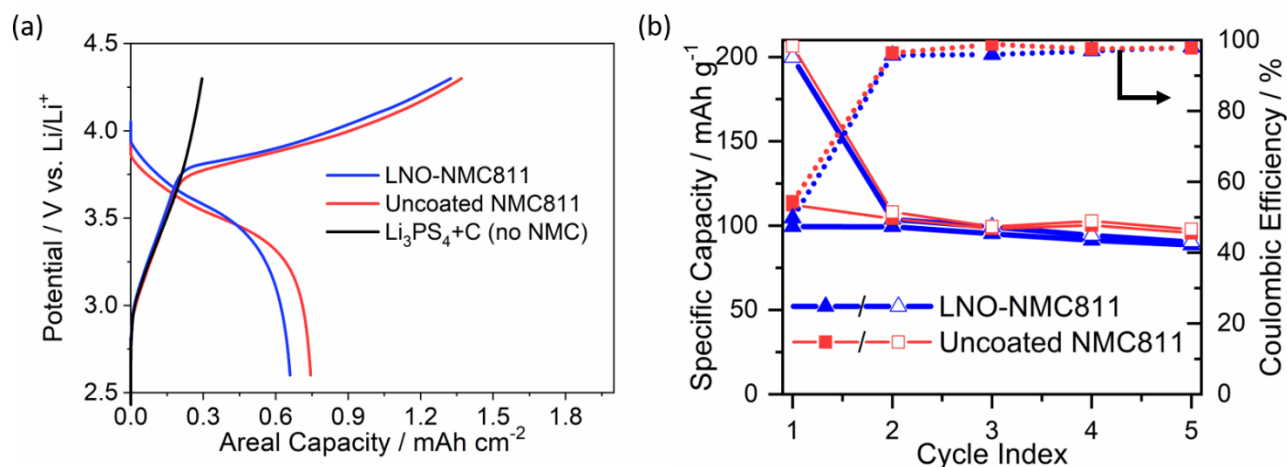 (a)
4.5
4.0
3.5
3.0
2.5
Potential / V vs. Li/Li⁺
LNO-NMC811
Uncoated NMC811
Li₃PS₄+C (no NMC)
0.0 0.3 0.6 0.9 1.2 1.5 1.8
Areal Capacity / mAh cm⁻²
(b)
200
150
100
50
0
Specific Capacity / mAh g⁻¹
/ LNO-NMC811
/ Uncoated NMC811
100
80
60
40
20
0
Coulombic Efficiency / %
1 2 3 4 5
Cycle Index